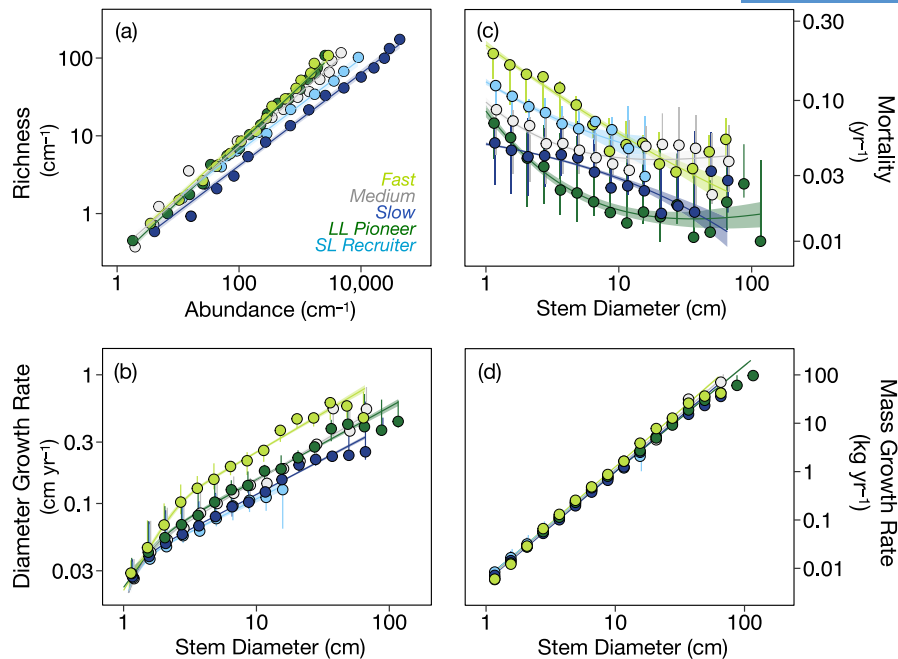 (a)
100
10
1
Richness
(cm⁻¹)
Fast
Medium
Slow
LL Pioneer
SL Recruiter
1
100
10,000
Abundance (cm⁻¹)
(c)
0.30
0.10
0.03
0.01
Mortality
(yr⁻¹)
1
10
100
Stem Diameter (cm)
(b)
1
0.3
0.1
0.03
Diameter Growth Rate
(cm yr⁻¹)
1
10
100
Stem Diameter (cm)
(d)
100
10
1
0.1
0.01
Mass Growth Rate
(kg yr⁻¹)
1
10
100
Stem Diameter (cm)